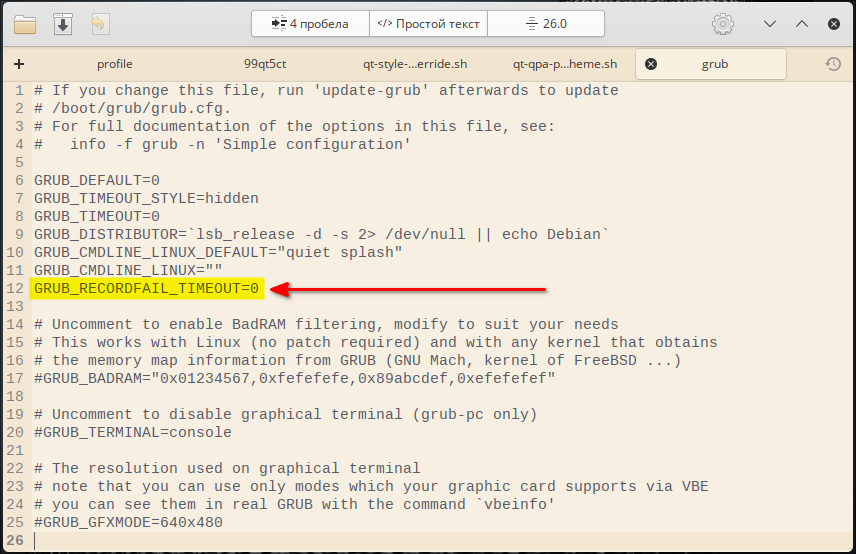 4 пробела
</> Простой текст
26.0
+
profile
99qt5ct
qt-style-...erride.sh
qt-qpa-p...heme.sh
grub
1 # If you change this file, run 'update-grub' afterwards to update
2 # /boot/grub/grub.cfg.
3 # For full documentation of the options in this file, see:
4 #   info -f grub -n 'Simple configuration'
5
6 GRUB_DEFAULT=0
7 GRUB_TIMEOUT_STYLE=hidden
8 GRUB_TIMEOUT=0
9 GRUB_DISTRIBUTOR=`lsb_release -d -s 2> /dev/null || echo Debian`
10 GRUB_CMDLINE_LINUX_DEFAULT="quiet splash"
11 GRUB_CMDLINE_LINUX=""
12 GRUB_RECORDFAIL_TIMEOUT=0
13
14 # Uncomment to enable BadRAM filtering, modify to suit your needs
15 # This works with Linux (no patch required) and with any kernel that obtains
16 # the memory map information from GRUB (GNU Mach, kernel of FreeBSD ...)
17 #GRUB_BADRAM="0x01234567,0xfefefefe,0x89abcdef,0xefefefef"
18
19 # Uncomment to disable graphical terminal (grub-pc only)
20 #GRUB_TERMINAL=console
21
22 # The resolution used on graphical terminal
23 # note that you can use only modes which your graphic card supports via VBE
24 # you can see them in real GRUB with the command `vbeinfo'
25 #GRUB_GFXMODE=640x480
26